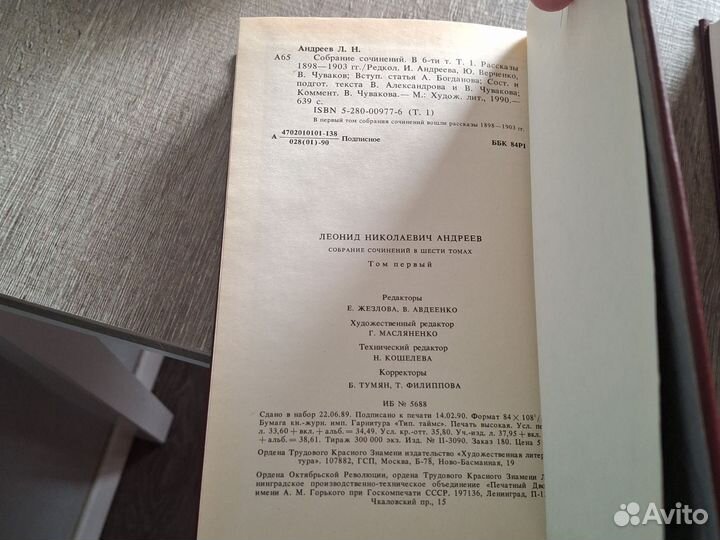 Андреев Л. Н.
А65 Собрание сочинений. В 6-ти т. Т. 1. Рассказы
1898—1903 гг./Редкол. И. Андреева, Ю. Верченко,
В. Чуваков; Вступ. статья А. Богданова; Сост. и
подгот. текста В. Александрова и В. Чувакова;
Коммент. В. Чувакова.— М.: Худож. лит., 1990.—
639 с.
ISBN 5-280-00977-6 (Т. 1)
В первый том собрания сочинений вошли рассказы 1898—1903 гг.
А 4702010101-138
028(01)-90 Подписное ББК 84Р1
ЛЕОНИД НИКОЛАЕВИЧ АНДРЕЕВ
СОБРАНИЕ СОЧИНЕНИЙ В ШЕСТИ ТОМАХ
Том первый
Редакторы
Е. ЖЕЗЛОВА, В. АВДЕЕНКО
Художественный редактор
Г. МАСЛЯНЕНКО
Технический редактор
Н. КОШЕЛЕВА
Корректоры
Б. ТУМЯН, Т. ФИЛИППОВА
ИБ № 5688
Сдано в набор 22.06.89. Подписано к печати 14.02.90. Формат 84×108
Бумага кн.-журн. имп. Гарнитура «Тип. таймс». Печать высокая. Усл. пе
л. 33,60 + вкл. + альб. = 34,49. Усл. кр.-отт. 35,80. Уч.-изд. л. 37,95 + вкл.
+ альб. = 38,61. Тираж 300 000 экз. Изд. № II-3090. Заказ 180. Цена 5
Ордена Трудового Красного Знамени издательство «Художественная литер
тура». 107882, ГСП, Москва, Б-78, Ново-Басманная, 19
Ордена Октябрьской Революции, ордена Трудового Красного Знамени Л
нинградское производственно-техническое объединение «Печатный Дво
имени А. М. Горького при Госкомпечати СССР. 197136, Ленинград, П-1
Чкаловский пр., 15
Avito